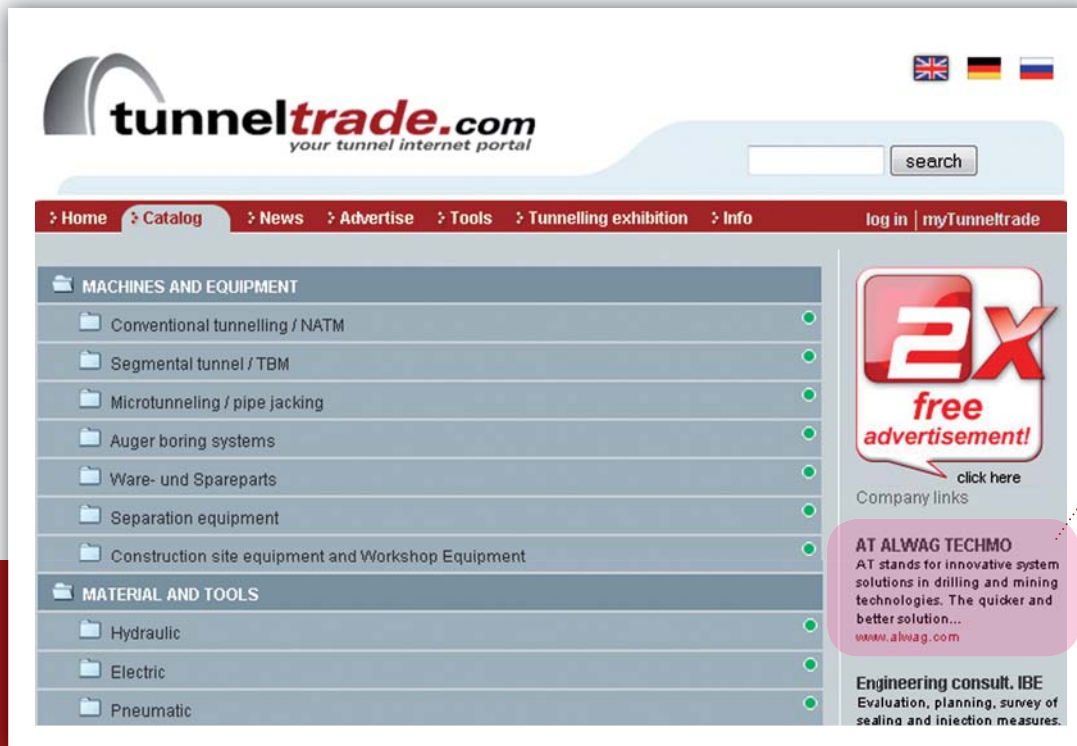 tunneltrade.com
your tunnel internet portal
search
Home Catalog News Advertise Tools Tunnelling exhibition Info log in | myTunneltrade
MACHINES AND EQUIPMENT
Conventional tunnelling / NATM
Segmental tunnel / TBM
Microtunneling / pipe jacking
Auger boring systems
Ware- und Spareparts
Separation equipment
Construction site equipment and Workshop Equipment
MATERIAL AND TOOLS
Hydraulic
Electric
Pneumatic
2x
free
advertisement!
click here
Company links
AT ALWAG TECHMO
AT stands for innovative system
solutions in drilling and mining
technologies. The quicker and
better solution...
www.alwag.com
Engineering consult. IBE
Evaluation, planning, survey of
sealing and injection measures.